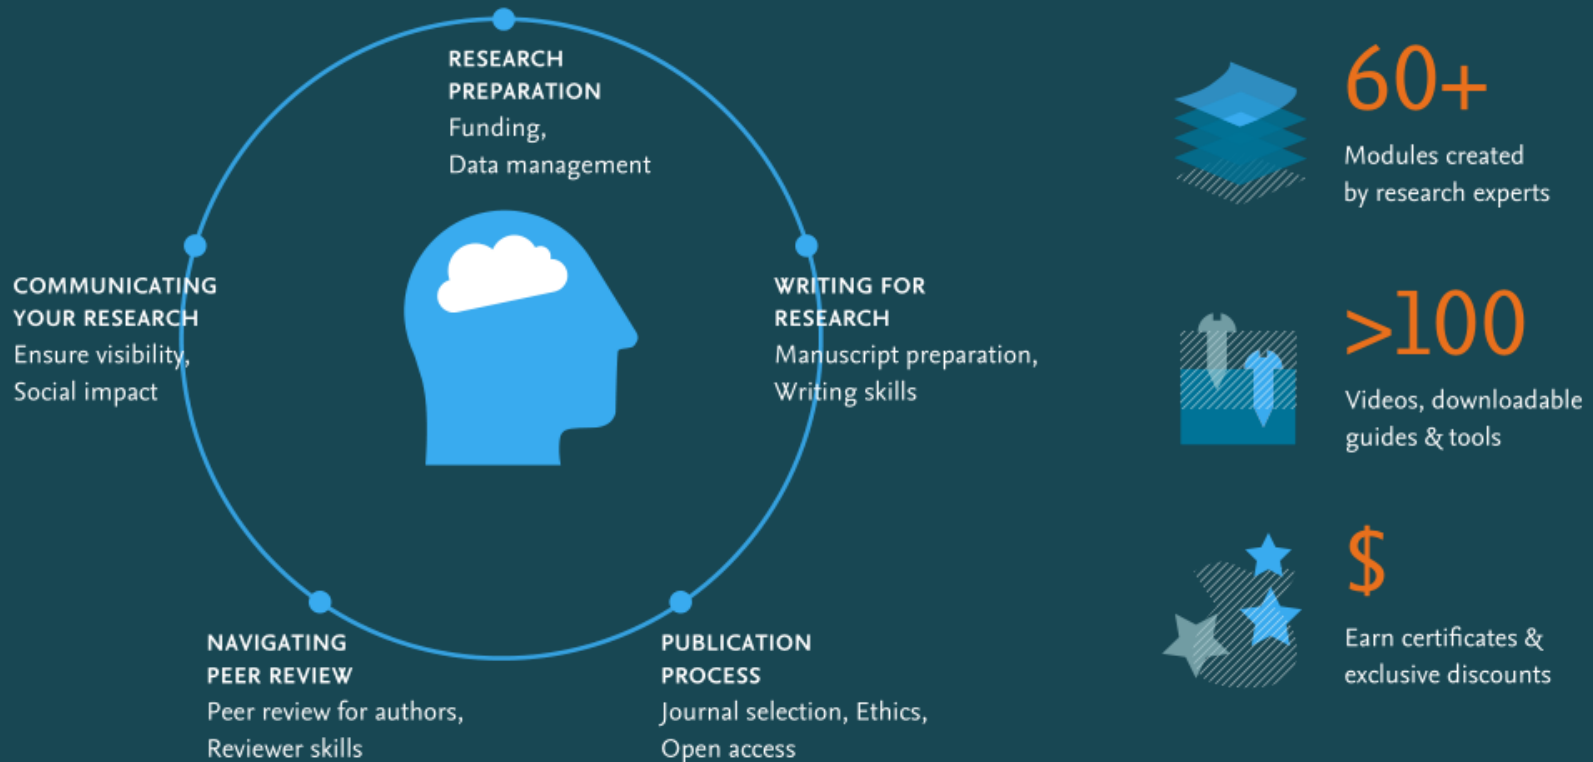 RESEARCH
PREPARATION
Funding,
Data management
COMMUNICATING
YOUR RESEARCH
Ensure visibility,
Social impact
WRITING FOR
RESEARCH
Manuscript preparation,
Writing skills
NAVIGATING
PEER REVIEW
Peer review for authors,
Reviewer skills
PUBLICATION
PROCESS
Journal selection, Ethics,
Open access
60+
Modules created
by research experts
>100
Videos, downloadable
guides & tools
$
Earn certificates &
exclusive discounts